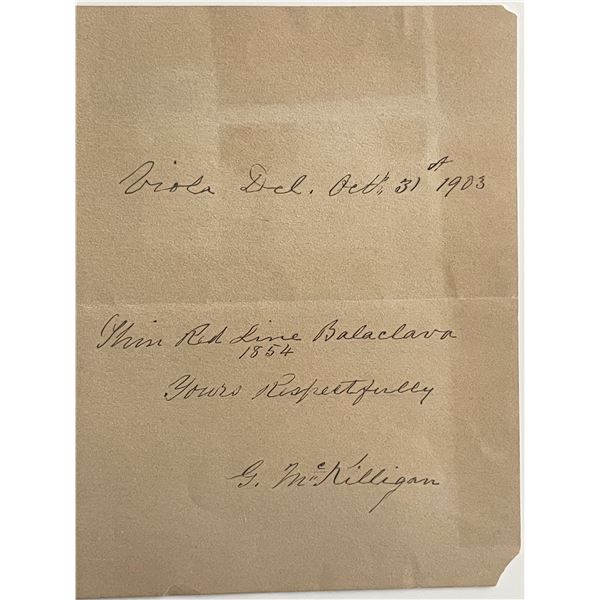 Viola Del. Oct. 31st 1903
Thin Red Line Balaclava
1854
Yours Respectfully
G. McKilligan